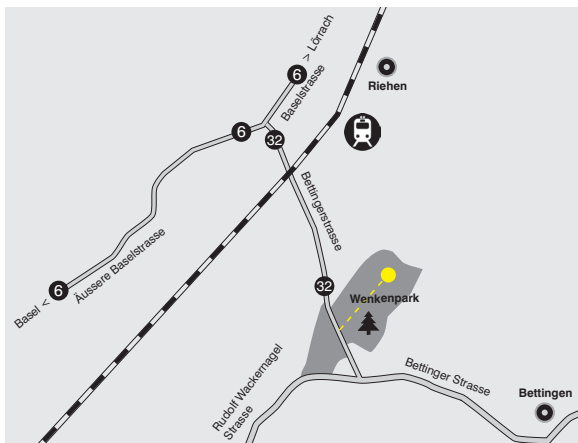 > Lörrach
6
Baselstrasse
Riehen
6
32
Bettingerstrasse
Äussere Baselstrasse
Basel <
6
32
Wenkenpark
Rudolf Wackernagel
Strasse
Bettinger Strasse
Bettingen